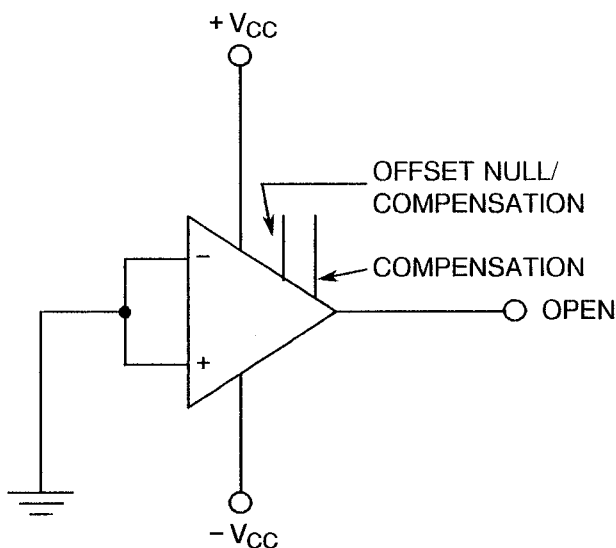 + VCC
OFFSET NULL/
COMPENSATION
COMPENSATION
−
OPEN
+
− VCC